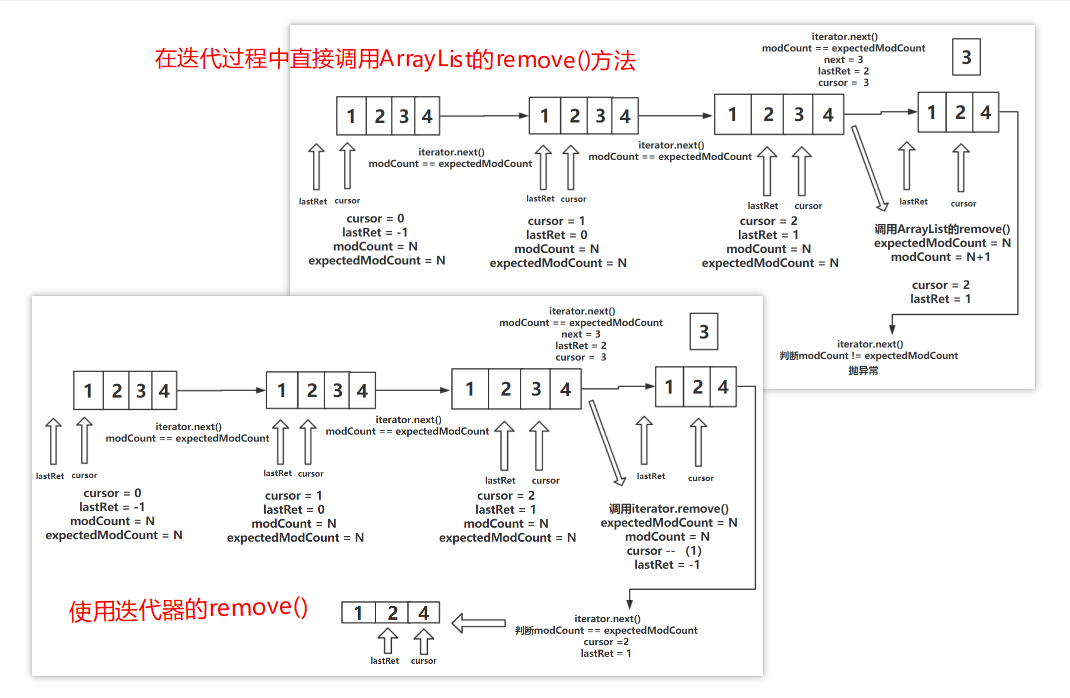 在迭代过程中直接调用ArrayList的remove()方法
iterator.next()
modCount == expectedModCount
next = 3
lastRet = 2
cursor = 3
3
1 2 3 4
1 2 3 4
1 2 3 4
1 2 4
iterator.next()
modCount == expectedModCount
iterator.next()
modCount == expectedModCount
lastRet cursor
lastRet cursor
lastRet cursor
lastRet cursor
cursor = 0
lastRet = -1
modCount = N
expectedModCount = N
cursor = 1
lastRet = 0
modCount = N
expectedModCount = N
cursor = 2
lastRet = 1
modCount = N
expectedModCount = N
调用ArrayList的remove()
expectedModCount = N
modCount = N+1
cursor = 2
lastRet = 1
iterator.next()
判断modCount != expectedModCount
抛异常
iterator.next()
modCount == expectedModCount
next = 3
lastRet = 2
cursor = 3
3
1 2 3 4
1 2 3 4
1 2 3 4
1 2 4
iterator.next()
modCount == expectedModCount
iterator.next()
modCount == expectedModCount
lastRet cursor
lastRet cursor
lastRet cursor
lastRet cursor
cursor = 0
lastRet = -1
modCount = N
expectedModCount = N
cursor = 1
lastRet = 0
modCount = N
expectedModCount = N
cursor = 2
lastRet = 1
modCount = N
expectedModCount = N
调用iterator.remove()
expectedModCount = N
modCount = N
cursor -- (1)
lastRet = -1
使用迭代器的remove()
1 2 4
lastRet cursor
iterator.next()
判断modCount == expectedModCount
cursor =2
lastRet = 1